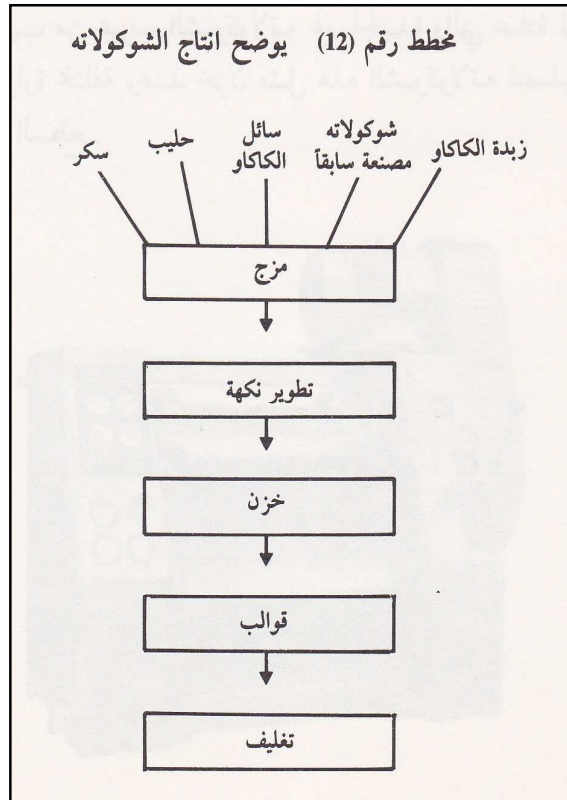 مخطط رقم (12) يوضح انتاج الشوكولاته
زبدة الكاكاو
شوكولاته
مصنعة سابقاً
سائل
الكاكاو
حليب
سكر
مزج
تطوير نكهة
خزن
قوالب
تغليف